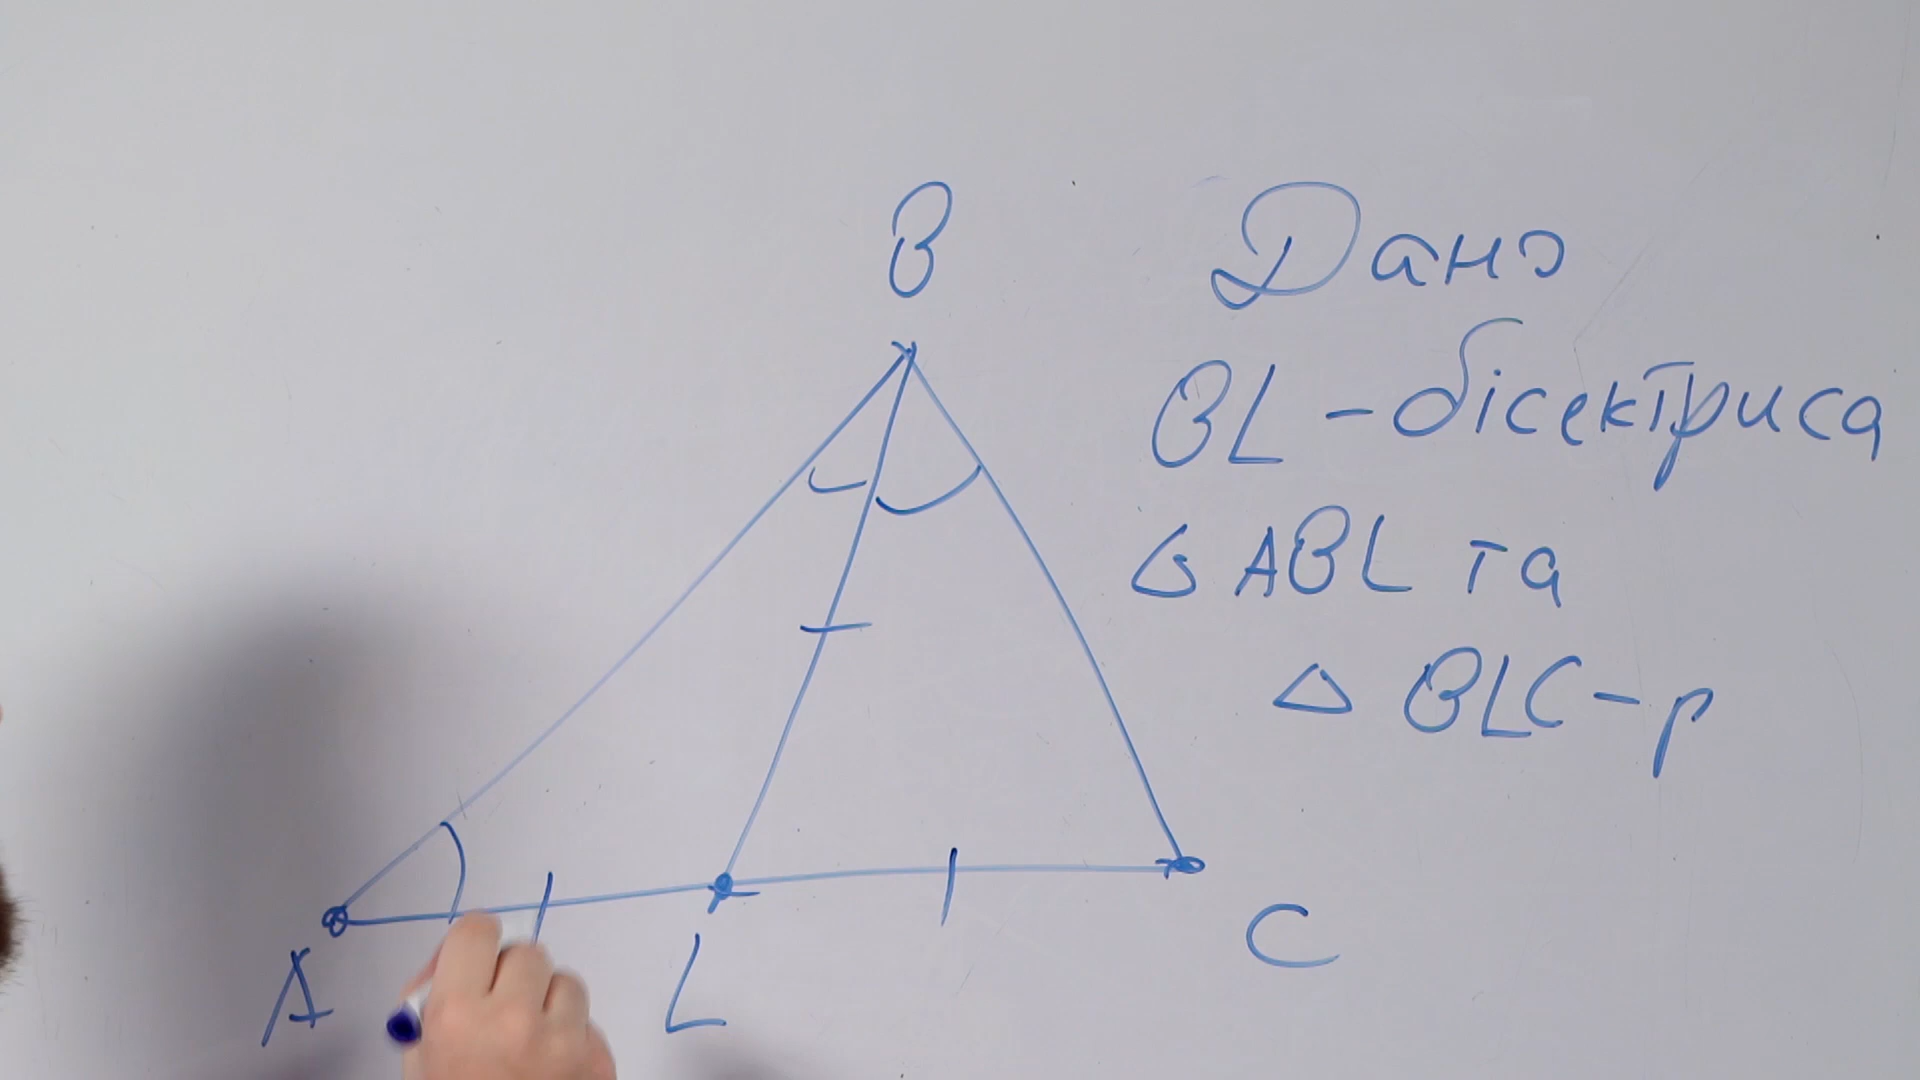 B
Дано
BL - бісектриса
△ ABL та
△ BLC - р
A
L
C